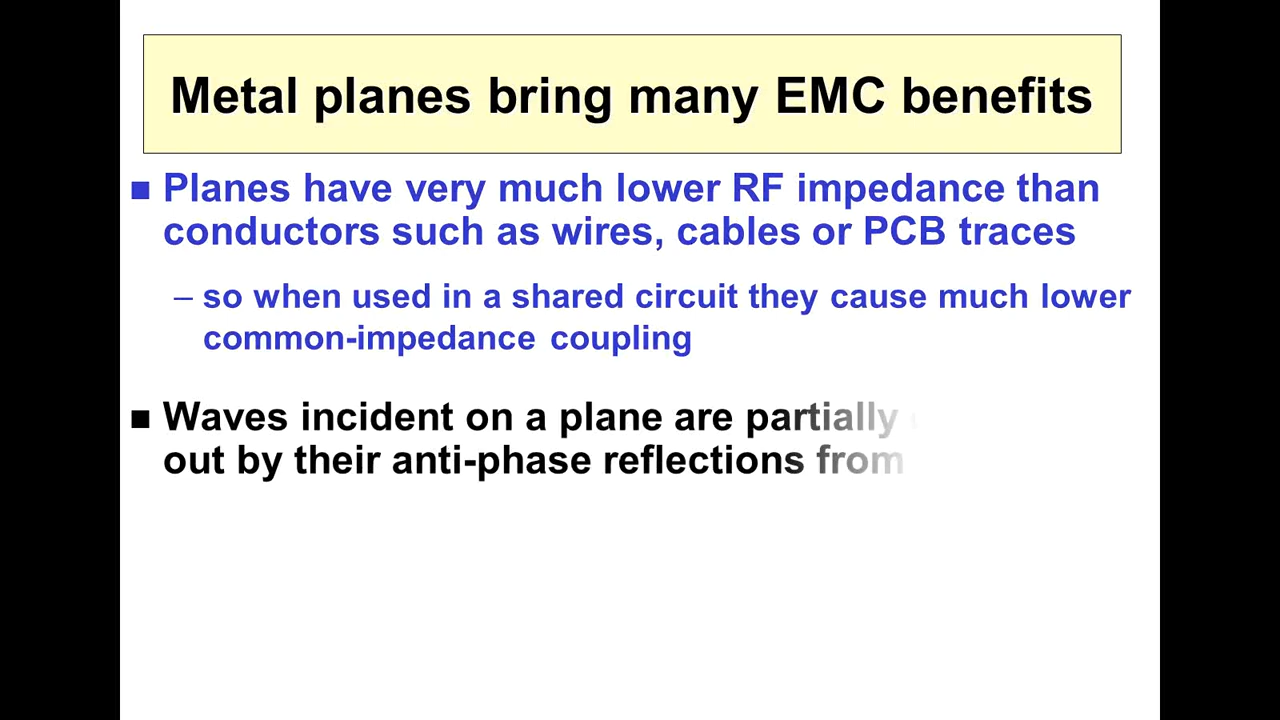 Metal planes bring many EMC benefits
■ Planes have very much lower RF impedance than
conductors such as wires, cables or PCB traces
– so when used in a shared circuit they cause much lower
common-impedance coupling
■ Waves incident on a plane are partially
out by their anti-phase reflections from